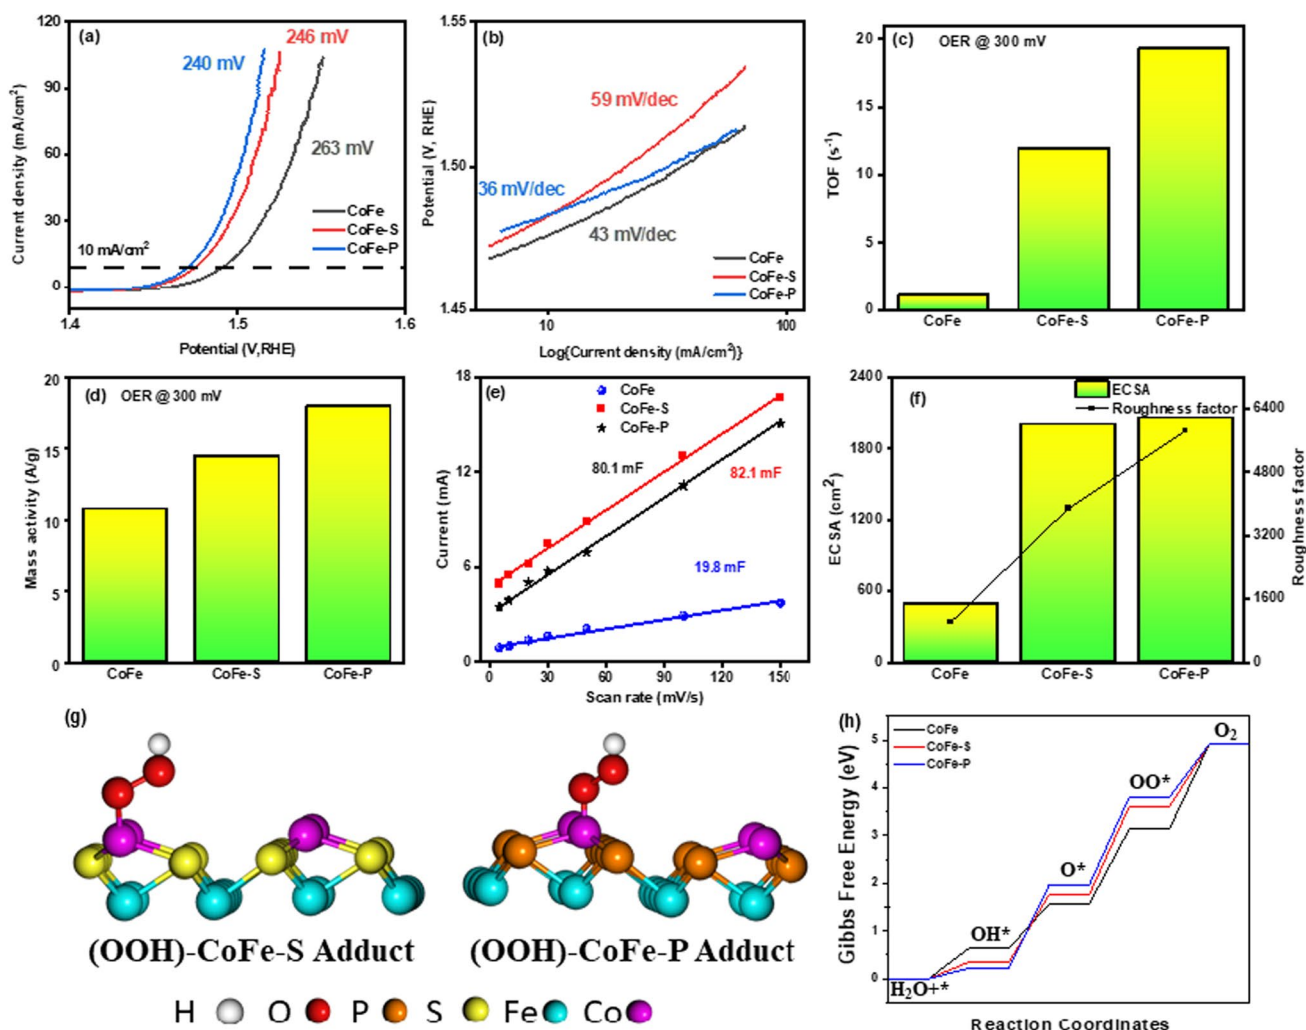 (a)
246 mV
240 mV
263 mV
CoFe
CoFe-S
CoFe-P
10 mA/cm²
120
90
60
30
0
1.4
1.5
1.6
Current density (mA/cm²)
Potential (V,RHE)
(b)
59 mV/dec
36 mV/dec
43 mV/dec
CoFe
CoFe-S
CoFe-P
1.55
1.50
1.45
10
100
Potential (V, RHE)
Log{Current density (mA/cm²)}
(c)
OER @ 300 mV
20
15
10
5
0
TOF (s⁻¹)
CoFe
CoFe-S
CoFe-P
(d)
OER @ 300 mV
20
15
10
5
0
Mass activity (A/g)
CoFe
CoFe-S
CoFe-P
(e)
CoFe
CoFe-S
CoFe-P
80.1 mF
82.1 mF
19.8 mF
18
12
6
0
0
30
60
90
120
150
Current (mA)
Scan rate (mV/s)
(f)
ECSA
Roughness factor
2400
1800
1200
600
0
6400
4800
3200
1600
0
ECSA (cm²)
Roughness factor
CoFe
CoFe-S
CoFe-P
(g)
(OOH)-CoFe-S Adduct
(OOH)-CoFe-P Adduct
H O P S Fe Co
(h)
CoFe
CoFe-S
CoFe-P
5
4
3
2
1
0
Gibbs Free Energy (eV)
H₂O+*
OH*
O*
OO*
O₂
Reaction Coordinates